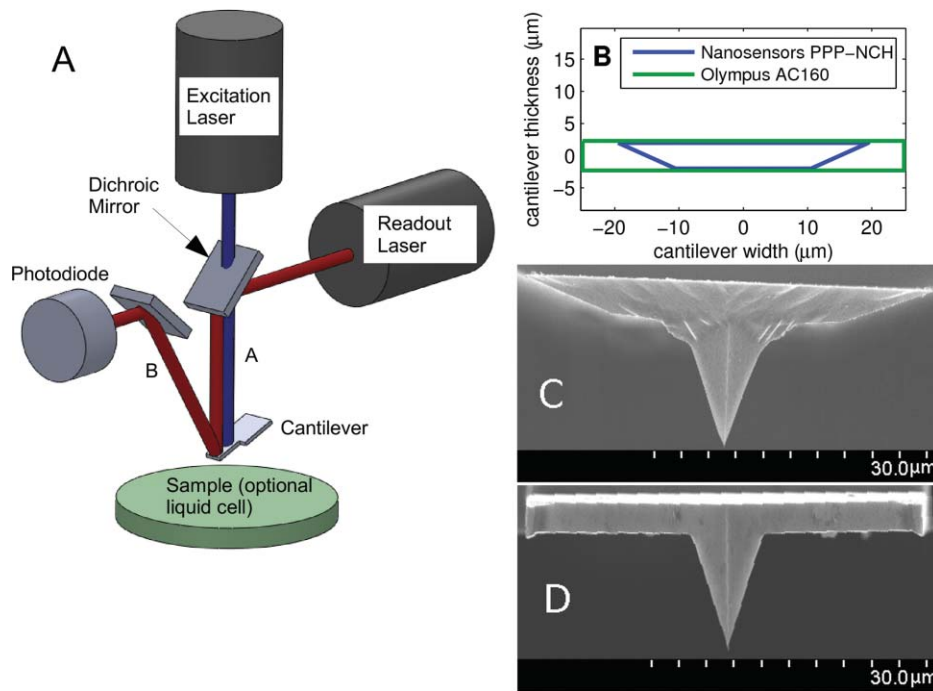 A
Excitation
Laser
Dichroic
Mirror
Readout
Laser
Photodiode
A
B
Cantilever
Sample (optional
liquid cell)
B
Nanosensors PPP−NCH
Olympus AC160
cantilever thickness (μm)
15
10
5
0
−5
−20
−10
0
10
20
cantilever width (μm)
C
30.0μm
D
30.0μm